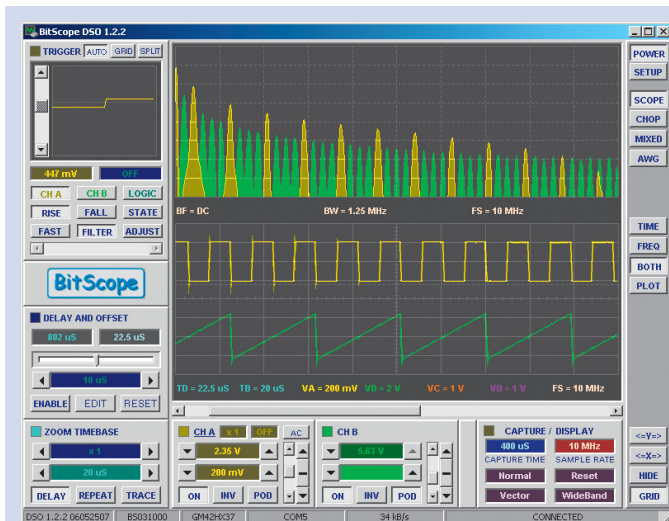 BitScope DSO 1.2.2
TRIGGER AUTO GRID SPLIT
447 mV OFF
CH A CH B LOGIC
RISE FALL STATE
FAST FILTER ADJUST
BitScope
DELAY AND OFFSET
802 uS 22.5 uS
10 uS
ENABLE EDIT RESET
ZOOM TIMEBASE
x 1
20 uS
DELAY REPEAT TRACE
BF = DC BW = 1.25 MHz FS = 10 MHz
TD = 22.5 uS TB = 20 uS VA = 200 mV VB = 2 V VC = 1 V VD = 1 V FS = 10 MHz
CH A x 1 OFF AC
2.35 V
200 mV
ON INV POD
CH B
5.63 V
ON INV POD
CAPTURE / DISPLAY
400 uS 10 MHz
CAPTURE TIME SAMPLE RATE
Normal Reset
Vector WideBand
POWER
SETUP
SCOPE
CHOP
MIXED
AWG
TIME
FREQ
BOTH
PLOT
<=Y=>
<=X=>
HIDE
GRID
DSO 1.2.2 06052507 BS031000 GM42HX37 COM5 34 kB/s CONNECTED